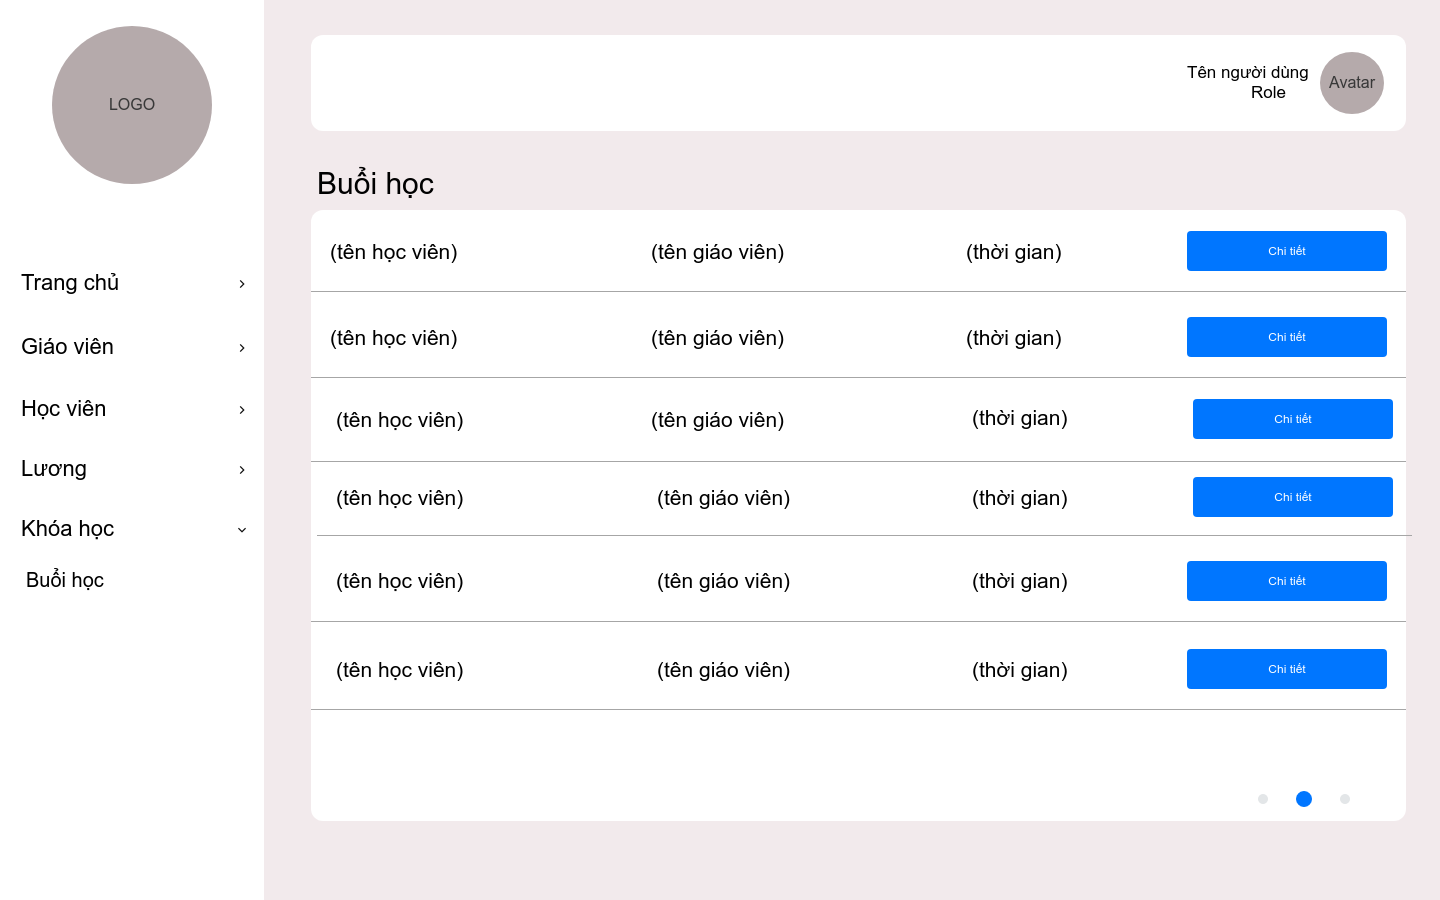 LOGO
Trang chủ
Giáo viên
Học viên
Lương
Khóa học
Buổi học
Tên người dùng
Role
Avatar
Buổi học
(tên học viên) (tên giáo viên) (thời gian) Chi tiết
(tên học viên) (tên giáo viên) (thời gian) Chi tiết
(tên học viên) (tên giáo viên) (thời gian) Chi tiết
(tên học viên) (tên giáo viên) (thời gian) Chi tiết
(tên học viên) (tên giáo viên) (thời gian) Chi tiết
(tên học viên) (tên giáo viên) (thời gian) Chi tiết